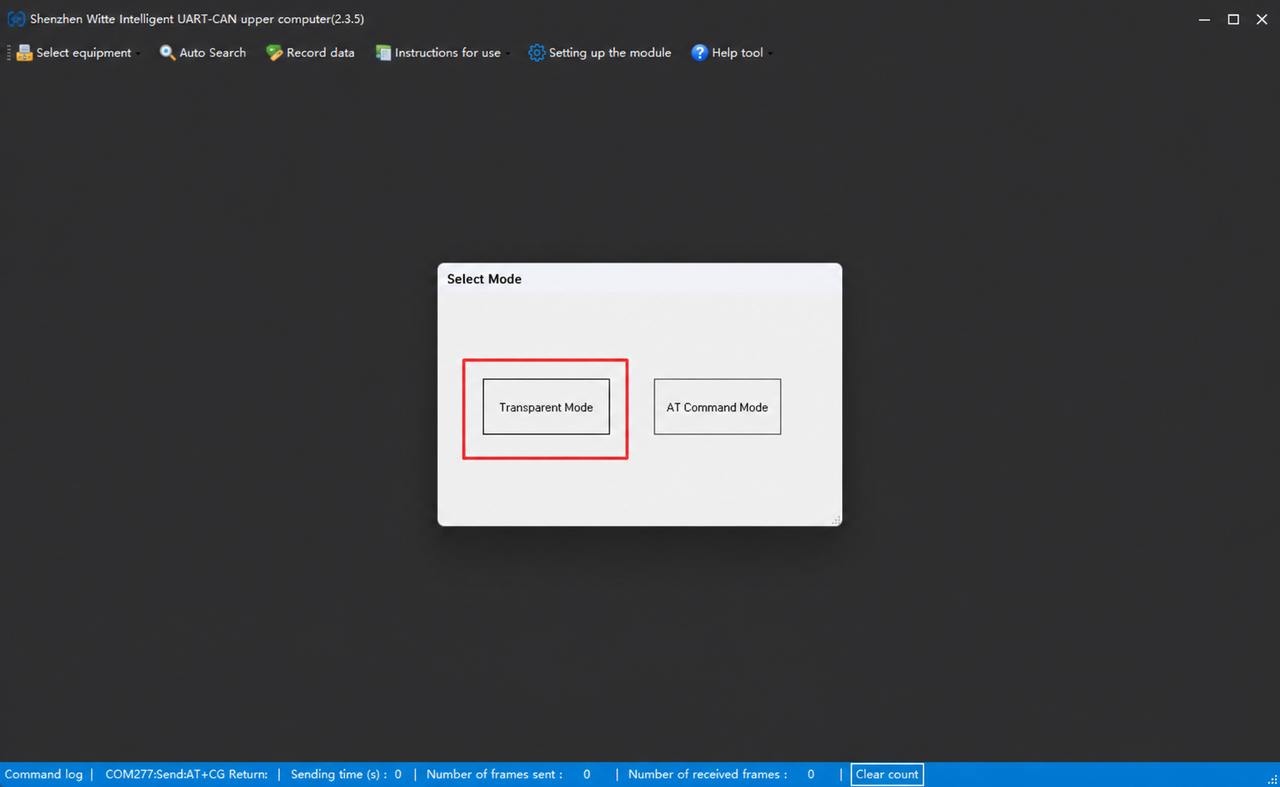 Shenzhen Witte Intelligent UART-CAN upper computer(2.3.5)
Select equipment Auto Search Record data Instructions for use Setting up the module ? Help tool
Select Mode
Transparent Mode AT Command Mode
Command log | COM277:Send:AT+CG Return: | Sending time (s) : 0 | Number of frames sent : 0 | Number of received frames : 0 | Clear count